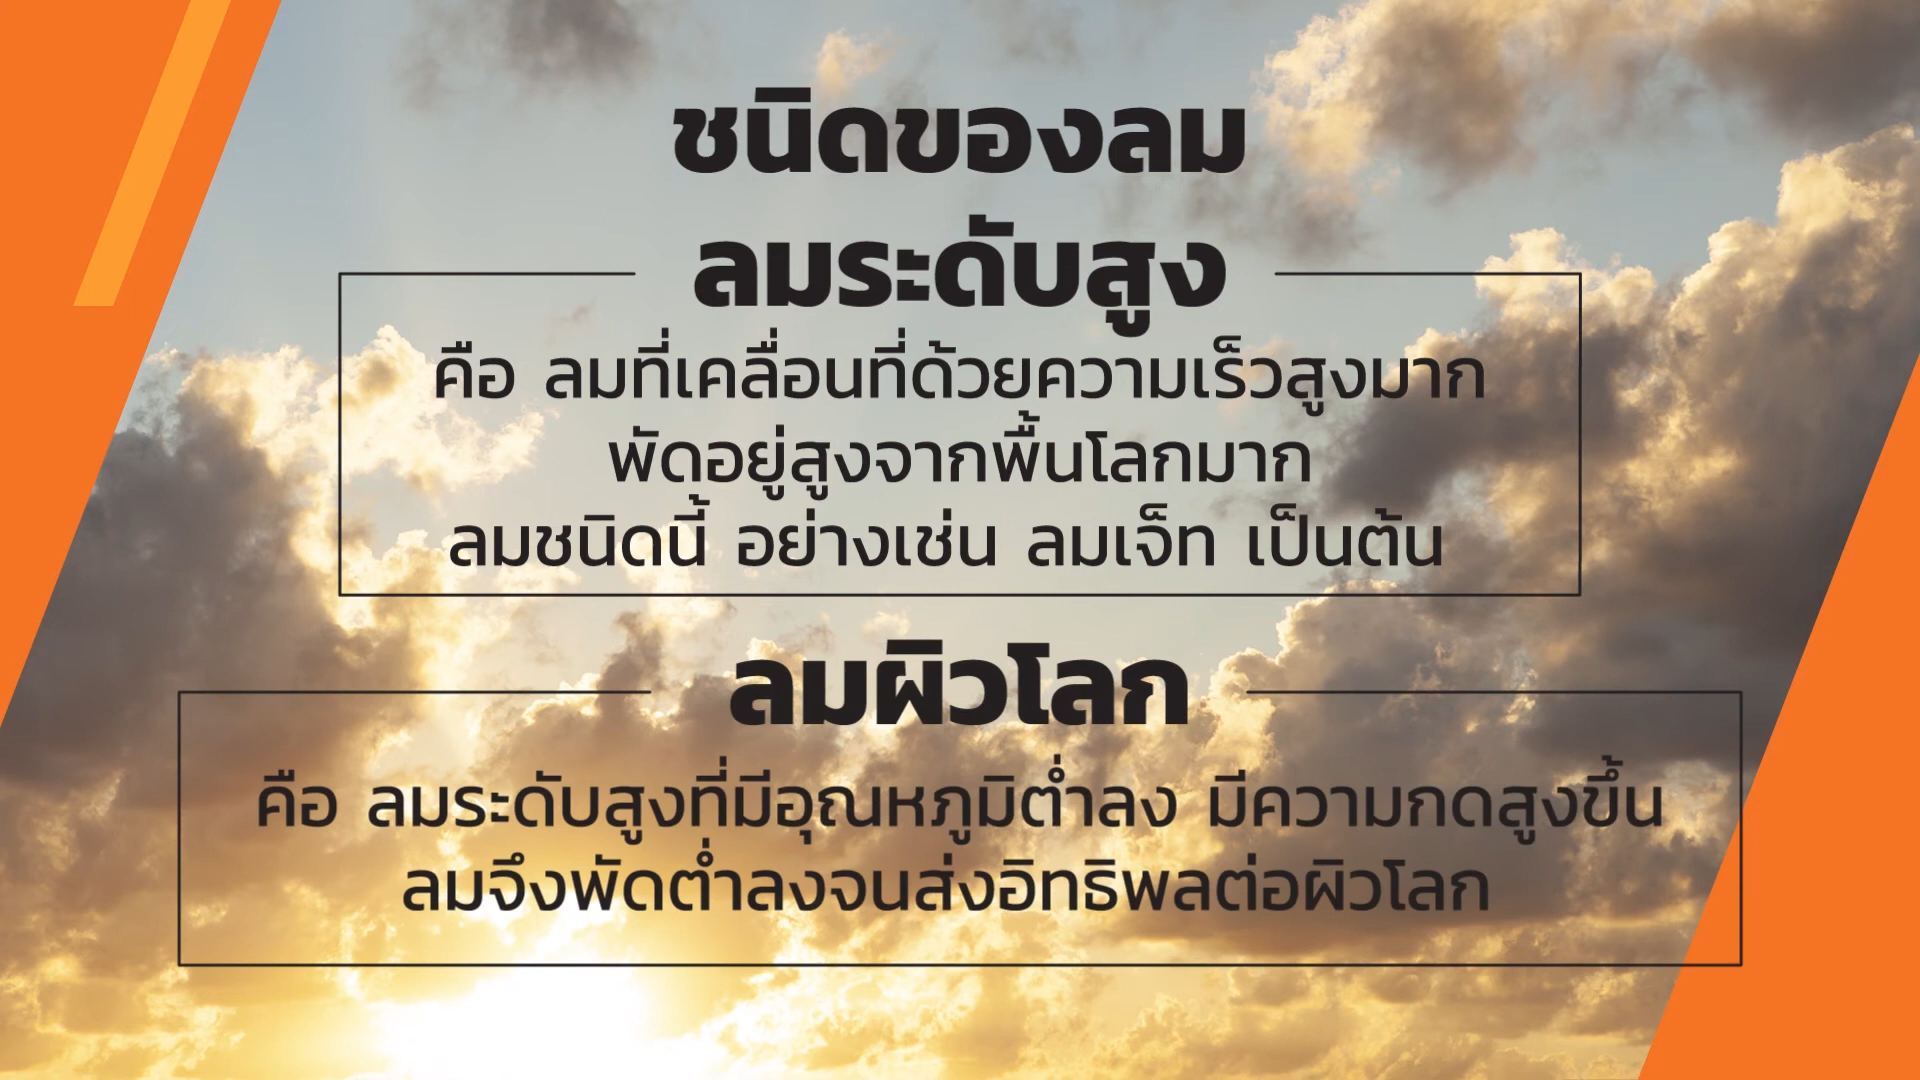 ชนิดของลม
ลมระดับสูง
คือ ลมที่เคลื่อนที่ด้วยความเร็วสูงมาก
พัดอยู่สูงจากพื้นโลกมาก
ลมชนิดนี้ อย่างเช่น ลมเจ็ท เป็นต้น
ลมผิวโลก
คือ ลมระดับสูงที่มีอุณหภูมิต่ำลง มีความกดสูงขึ้น
ลมจึงพัดต่ำลงจนส่งอิทธิพลต่อผิวโลก